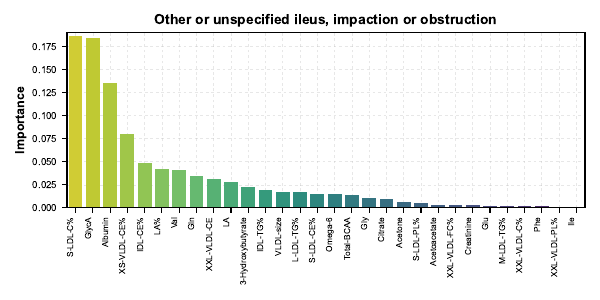 Other or unspecified ileus, impaction or obstruction
Importance
0.175
0.150
0.125
0.100
0.075
0.050
0.025
0.000
S-LDL-C%
GlycA
Albumin
XS-VLDL-CE%
IDL-CE%
LA%
Val
Gln
XXL-VLDL-CE
LA
3-Hydroxybutyrate
IDL-TG%
VLDL-size
L-LDL-TG%
S-LDL-CE%
Omega-6
Total-BCAA
Gly
Citrate
Acetone
S-LDL-PL%
Acetoacetate
XXL-VLDL-FC%
Creatinine
Glu
M-LDL-TG%
XXL-VLDL-C%
Phe
XXL-VLDL-PL%
Ile